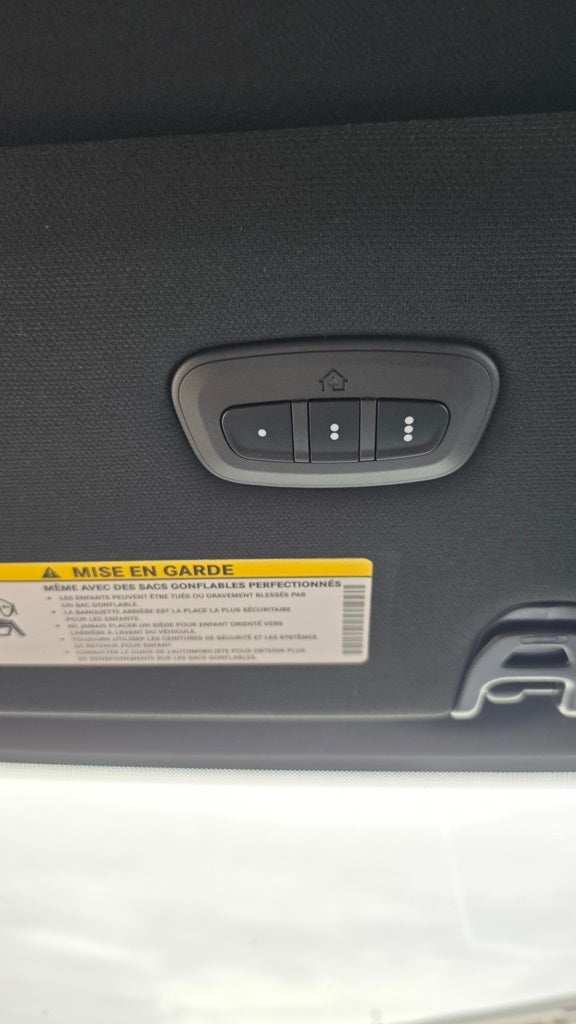 MISE EN GARDE
MÊME AVEC DES SACS GONFLABLES PERFECTIONNÉS
• LES ENFANTS PEUVENT ÊTRE TUÉS OU GRAVEMENT BLESSÉS PAR
UN SAC GONFLABLE.
• LA BANQUETTE ARRIÈRE EST LA PLACE LA PLUS SÉCURITAIRE
POUR LES ENFANTS.
• NE JAMAIS PLACER UN SIÈGE POUR ENFANT ORIENTÉ VERS
L'ARRIÈRE À L'AVANT DU VÉHICULE.
• TOUJOURS UTILISER LES CEINTURES DE SÉCURITÉ ET LES SYSTÈMES
DE RETENUE POUR ENFANT.
• CONSULTER LE GUIDE DE L'AUTOMOBILISTE POUR OBTENIR PLUS
DE RENSEIGNEMENTS SUR LES SACS GONFLABLES.